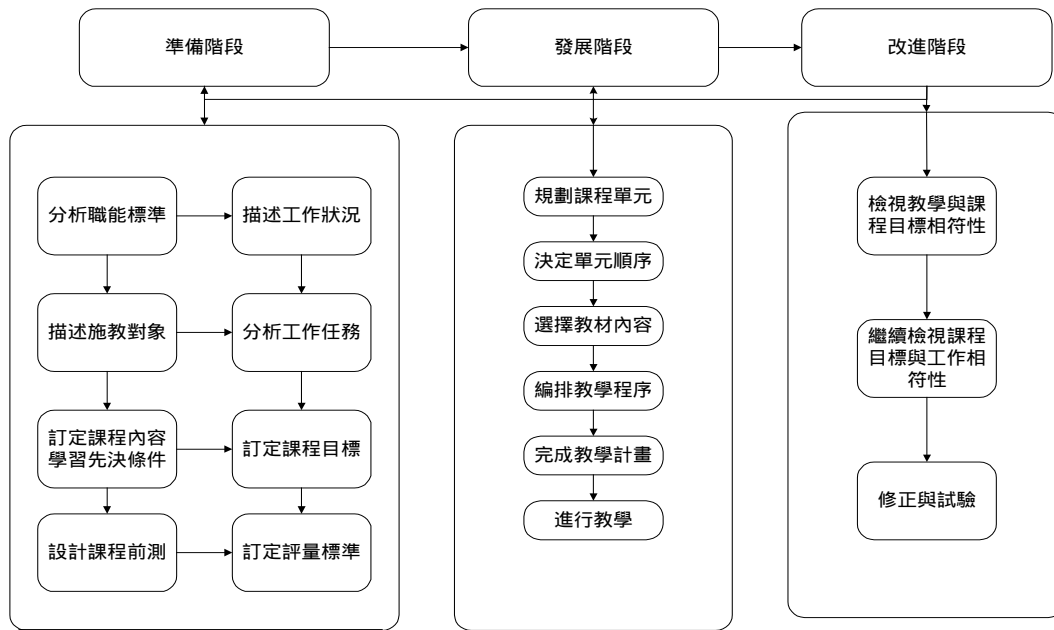 準備階段
發展階段
改進階段
分析職能標準
描述工作狀況
描述施教對象
分析工作任務
訂定課程內容
學習先決條件
訂定課程目標
設計課程前測
訂定評量標準
規劃課程單元
決定單元順序
選擇教材內容
編排教學程序
完成教學計畫
進行教學
檢視教學與課
程目標相符性
繼續檢視課程
目標與工作相
符性
修正與試驗